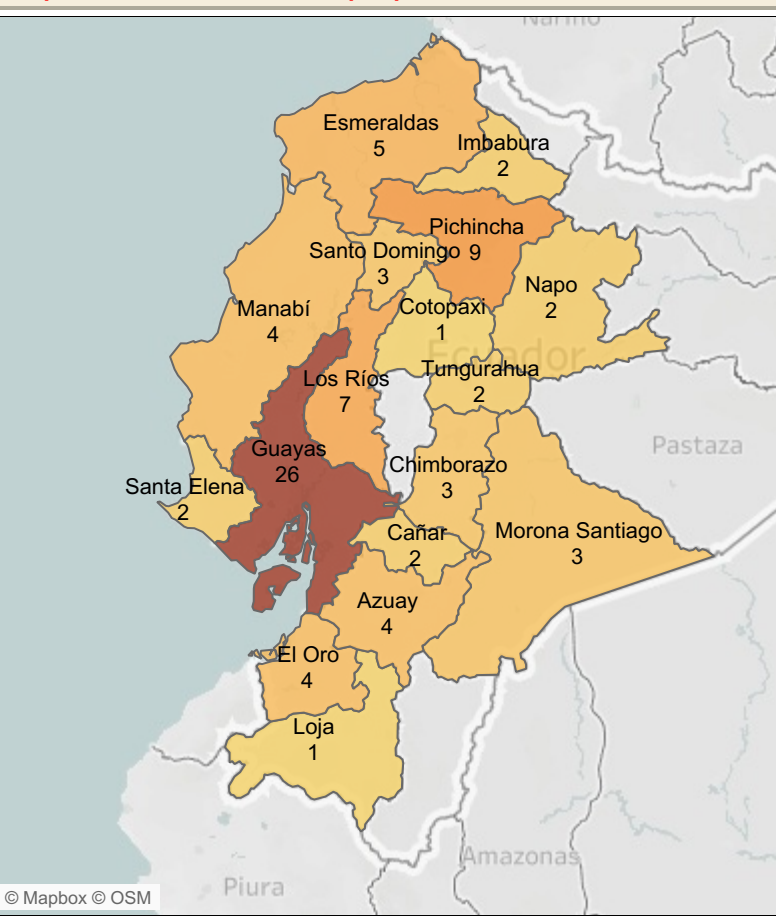 Nariño
Esmeraldas
5
Imbabura
2
Pichincha
9
Santo Domingo
3
Napo
2
Manabí
4
Cotopaxi
1
Ecuador
Tungurahua
2
Los Ríos
7
Pastaza
Guayas
26
Chimborazo
3
Santa Elena
2
Morona Santiago
3
Cañar
2
Azuay
4
El Oro
4
Loja
1
Amazonas
Piura
© Mapbox © OSM